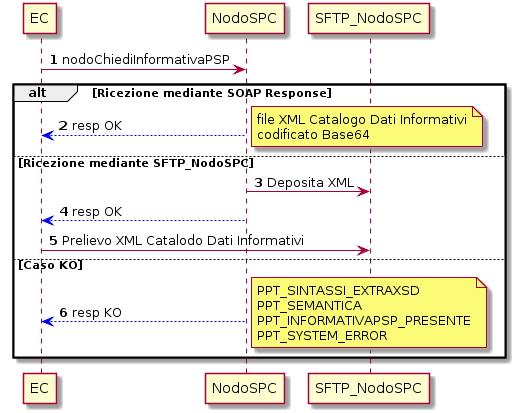 EC NodoSPC SFTP_NodoSPC
1 nodoChiediInformativaPSP
alt [Ricezione mediante SOAP Response]
file XML Catalogo Dati Informativi
codificato Base64
2 resp OK
[Ricezione mediante SFTP_NodoSPC]
3 Deposita XML
4 resp OK
5 Prelievo XML Catalodo Dati Informativi
[Caso KO]
PPT_SINTASSI_EXTRAXSD
PPT_SEMANTICA
PPT_INFORMATIVAPSP_PRESENTE
PPT_SYSTEM_ERROR
6 resp KO
EC NodoSPC SFTP_NodoSPC